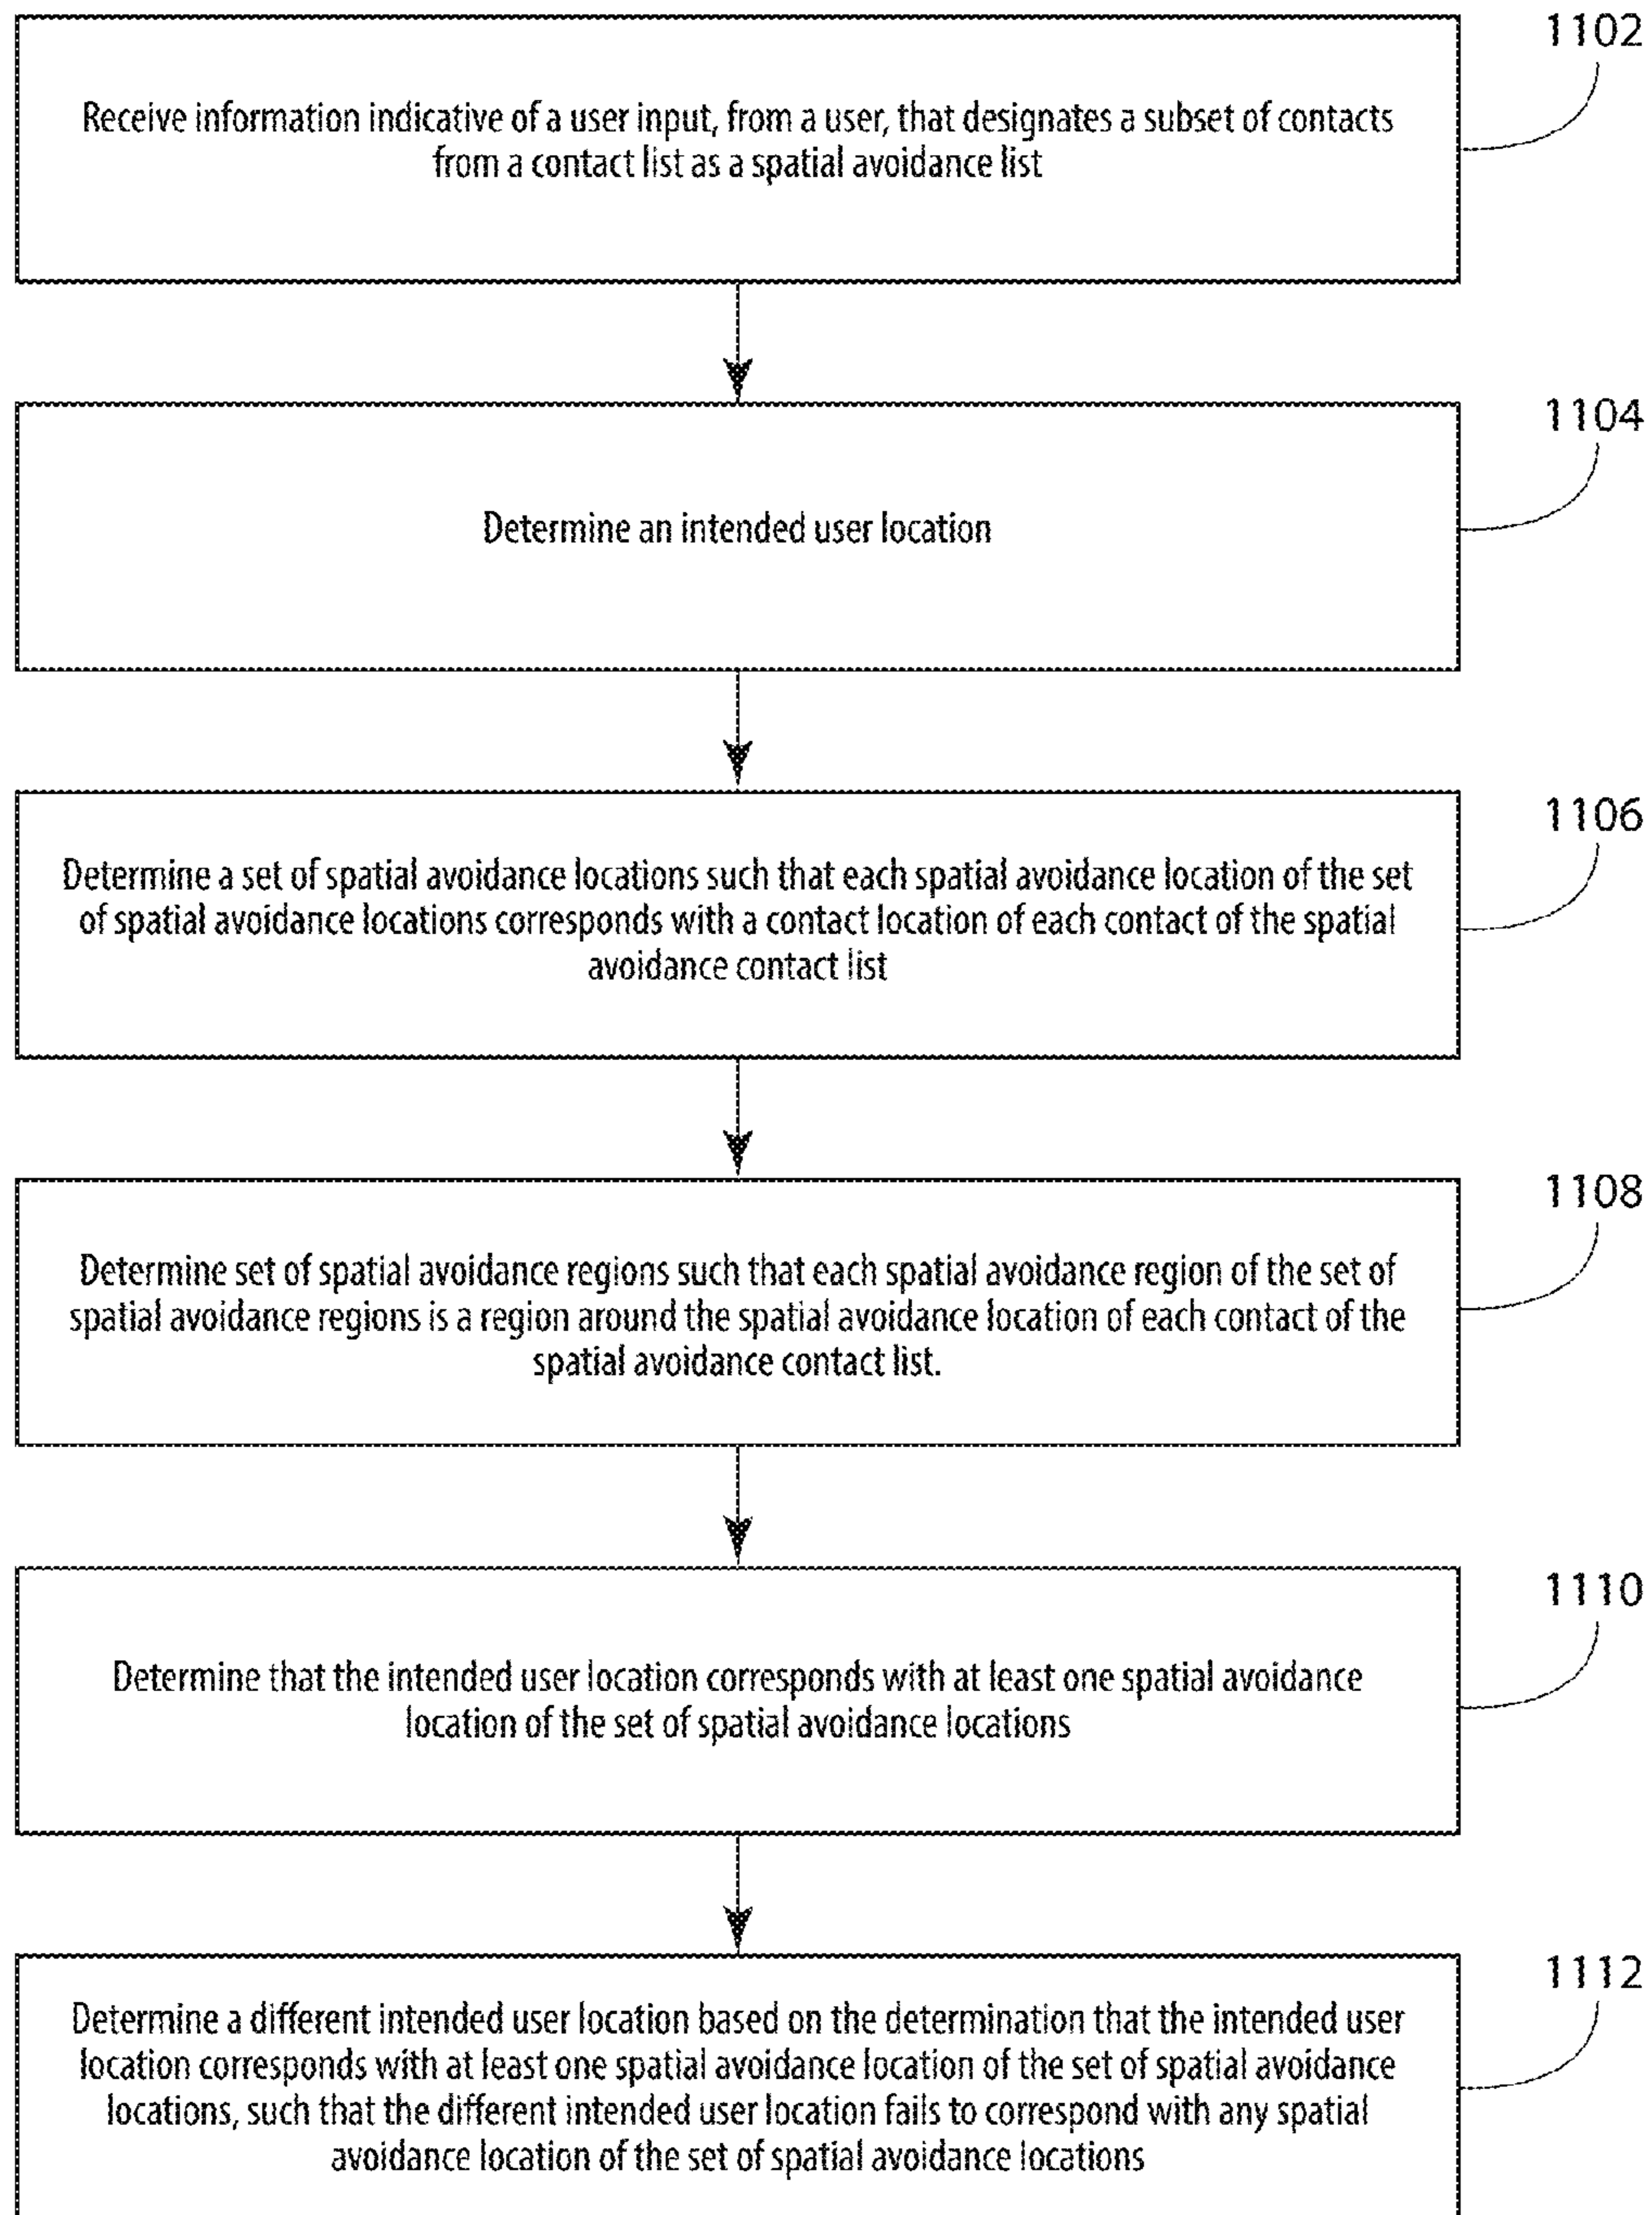 1102
Receive information indicative of a user input, from a user, that designates a subset of contacts
from a contact list as a spatial avoidance list
1104
Determine an intended user location
1106
Determine a set of spatial avoidance locations such that each spatial avoidance location of the set
of spatial avoidance locations corresponds with a contact location of each contact of the spatial
avoidance contact list
1108
Determine set of spatial avoidance regions such that each spatial avoidance region of the set of
spatial avoidance regions is a region around the spatial avoidance location of each contact of the
spatial avoidance contact list.
1110
Determine that the intended user location corresponds with at least one spatial avoidance
location of the set of spatial avoidance locations
1112
Determine a different intended user location based on the determination that the intended user
location corresponds with at least one spatial avoidance location of the set of spatial avoidance
locations, such that the different intended user location fails to correspond with any spatial
avoidance location of the set of spatial avoidance locations